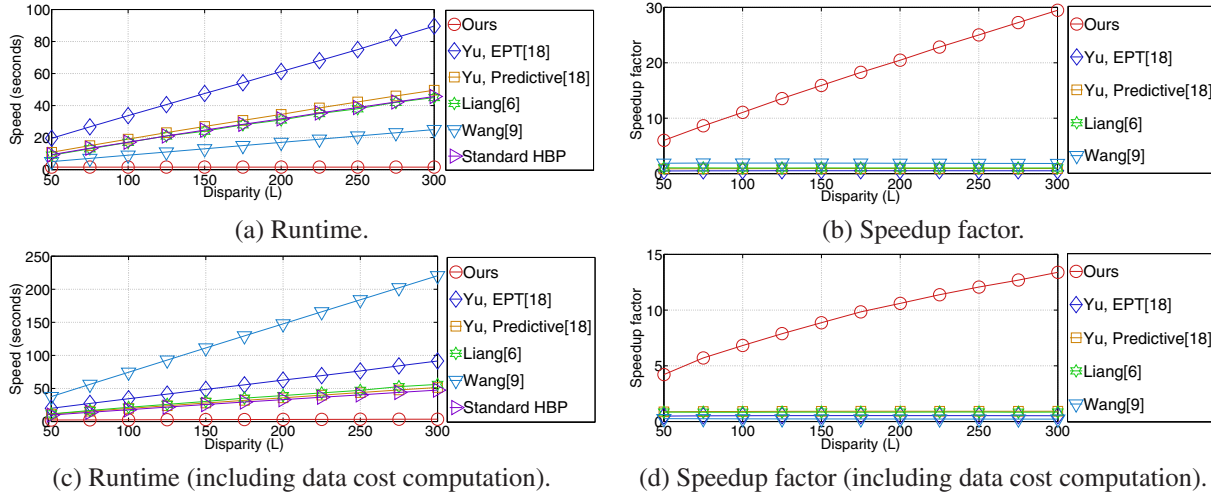 100
80
60
40
20
0
Speed (seconds)
50 100 150 200 250 300
Disparity (L)
Ours
Yu, EPT[18]
Yu, Predictive[18]
Liang[6]
Wang[9]
Standard HBP
(a) Runtime.
30
20
10
0
Speedup factor
50 100 150 200 250 300
Disparity (L)
Ours
Yu, EPT[18]
Yu, Predictive[18]
Liang[6]
Wang[9]
(b) Speedup factor.
250
200
150
100
50
0
Speed (seconds)
50 100 150 200 250 300
Disparity (L)
Ours
Yu, EPT[18]
Yu, Predictive[18]
Liang[6]
Wang[9]
Standard HBP
(c) Runtime (including data cost computation).
15
10
5
0
Speedup factor
50 100 150 200 250 300
Disparity (L)
Ours
Yu, EPT[18]
Yu, Predictive[18]
Liang[6]
Wang[9]
(d) Speedup factor (including data cost computation).